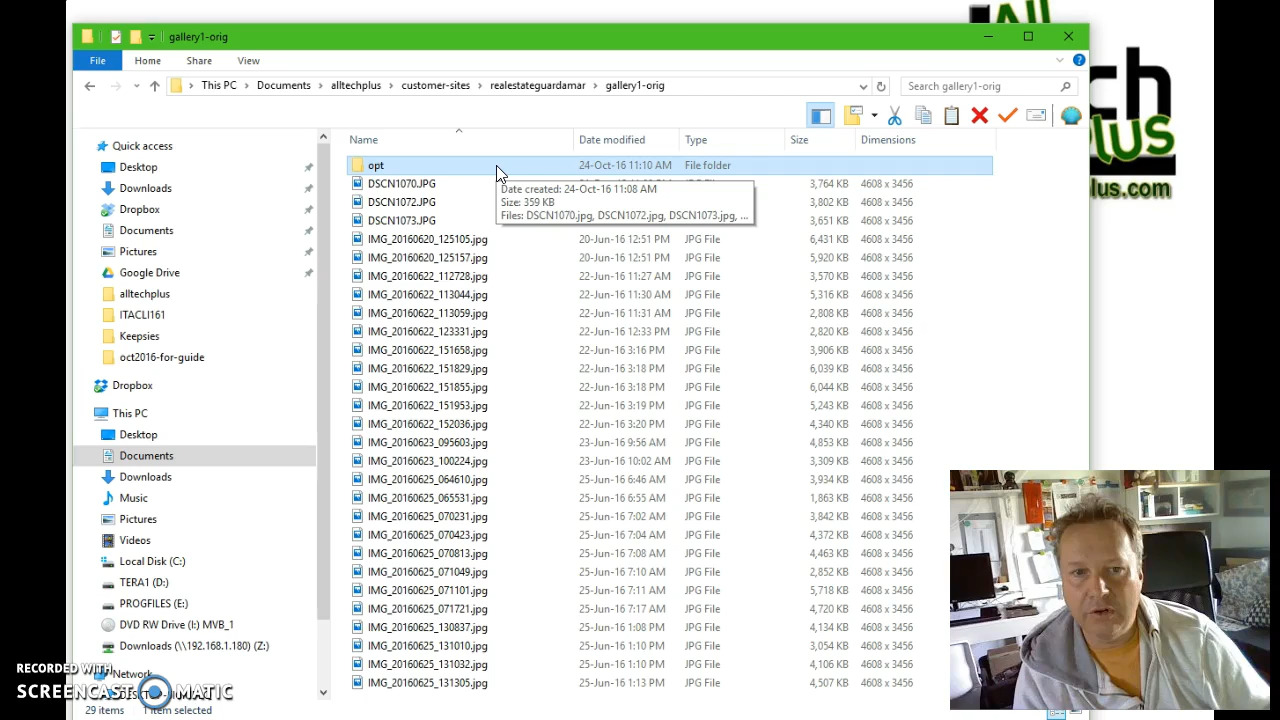 All
gallery1-orig
File Home Share View
This PC Documents alltechplus customer-sites realestateguardamar gallery1-orig Search gallery1-orig
ch
plus
plus.com
Name Date modified Type Size Dimensions
Quick access
Desktop
Downloads
Dropbox
Documents
Pictures
Google Drive
alltechplus
ITACLI161
Keepsies
oct2016-for-guide
Dropbox
This PC
Desktop
Documents
Downloads
Music
Pictures
Videos
Local Disk (C:)
TERA1 (D:)
PROGFILES (E:)
DVD RW Drive (I:) MVB_1
Downloads (\\192.168.1.180) (Z:)
Network
opt 24-Oct-16 11:10 AM File folder
DSCN1070.JPG 3,764 KB 4608 x 3456
DSCN1072.JPG 3,802 KB 4608 x 3456
DSCN1073.JPG 3,651 KB 4608 x 3456
Date created: 24-Oct-16 11:08 AM
Size: 359 KB
Files: DSCN1070.jpg, DSCN1072.jpg, DSCN1073.jpg, ...
IMG_20160620_125105.jpg 20-Jun-16 12:51 PM JPG File 6,431 KB 4608 x 3456
IMG_20160620_125157.jpg 20-Jun-16 12:51 PM JPG File 5,920 KB 4608 x 3456
IMG_20160622_112728.jpg 22-Jun-16 11:27 AM JPG File 3,570 KB 4608 x 3456
IMG_20160622_113044.jpg 22-Jun-16 11:30 AM JPG File 5,316 KB 4608 x 3456
IMG_20160622_113059.jpg 22-Jun-16 11:31 AM JPG File 2,808 KB 4608 x 3456
IMG_20160622_123331.jpg 22-Jun-16 12:33 PM JPG File 2,820 KB 4608 x 3456
IMG_20160622_151658.jpg 22-Jun-16 3:16 PM JPG File 3,906 KB 4608 x 3456
IMG_20160622_151829.jpg 22-Jun-16 3:18 PM JPG File 6,039 KB 4608 x 3456
IMG_20160622_151855.jpg 22-Jun-16 3:18 PM JPG File 6,044 KB 4608 x 3456
IMG_20160622_151953.jpg 22-Jun-16 3:19 PM JPG File 5,243 KB 4608 x 3456
IMG_20160622_152036.jpg 22-Jun-16 3:20 PM JPG File 4,340 KB 4608 x 3456
IMG_20160623_095603.jpg 23-Jun-16 9:56 AM JPG File 4,853 KB 4608 x 3456
IMG_20160623_100224.jpg 23-Jun-16 10:02 AM JPG File 3,309 KB 4608 x 3456
IMG_20160625_064610.jpg 25-Jun-16 6:46 AM JPG File 3,934 KB 4608 x 3456
IMG_20160625_065531.jpg 25-Jun-16 6:55 AM JPG File 1,863 KB 4608 x 3456
IMG_20160625_070231.jpg 25-Jun-16 7:02 AM JPG File 3,842 KB 4608 x 3456
IMG_20160625_070423.jpg 25-Jun-16 7:04 AM JPG File 4,372 KB 4608 x 3456
IMG_20160625_070813.jpg 25-Jun-16 7:08 AM JPG File 4,463 KB 4608 x 3456
IMG_20160625_071049.jpg 25-Jun-16 7:10 AM JPG File 2,852 KB 4608 x 3456
IMG_20160625_071101.jpg 25-Jun-16 7:11 AM JPG File 5,718 KB 4608 x 3456
IMG_20160625_071721.jpg 25-Jun-16 7:17 AM JPG File 4,720 KB 4608 x 3456
IMG_20160625_130837.jpg 25-Jun-16 1:08 PM JPG File 4,134 KB 4608 x 3456
IMG_20160625_131010.jpg 25-Jun-16 1:10 PM JPG File 3,054 KB 4608 x 3456
IMG_20160625_131032.jpg 25-Jun-16 1:10 PM JPG File 4,106 KB 4608 x 3456
IMG_20160625_131305.jpg 25-Jun-16 1:13 PM JPG File 4,507 KB 4608 x 3456
29 items 1 item selected
RECORDED WITH
SCREENCAST MATIC